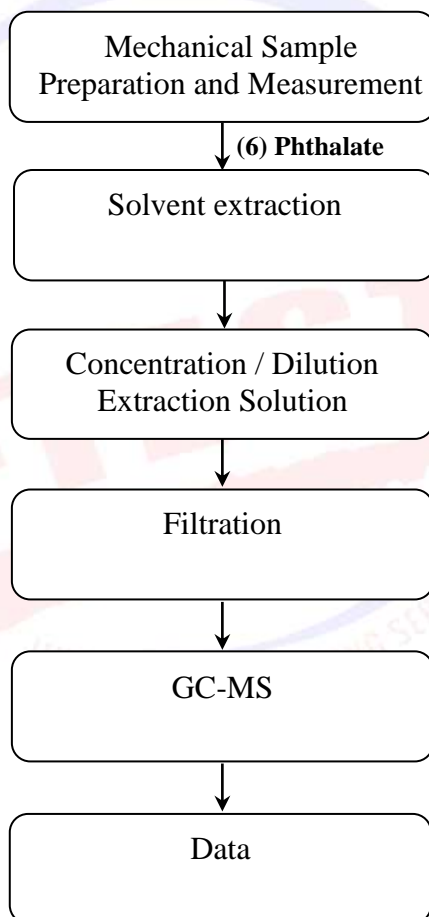 Mechanical Sample
Preparation and Measurement
(6) Phthalate
Solvent extraction
Concentration / Dilution
Extraction Solution
Filtration
GC-MS
Data